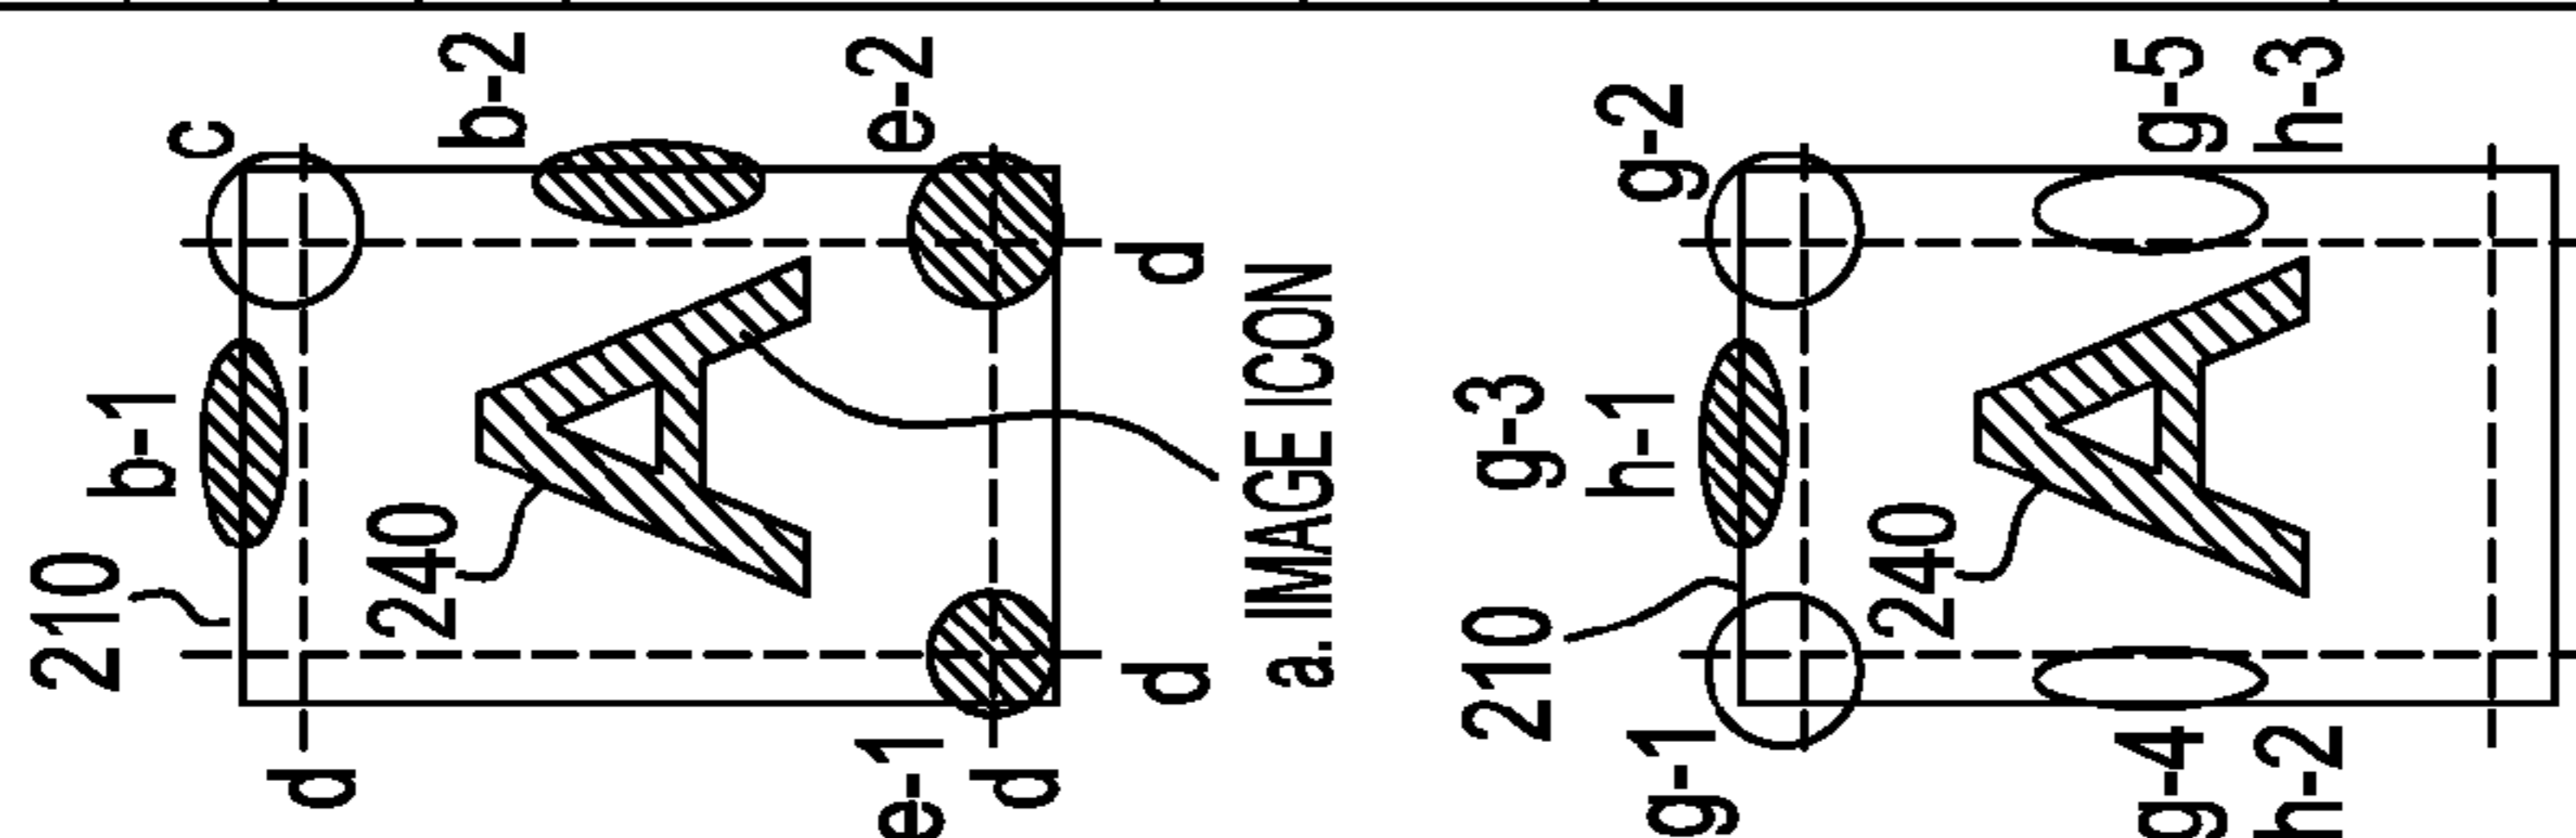 210
b-1
c
d
240
b-2
A
e-1
e-2
d
d
d
a. IMAGE ICON
210
g-3
h-1
g-1
g-2
240
A
g-4
h-2
g-5
h-3